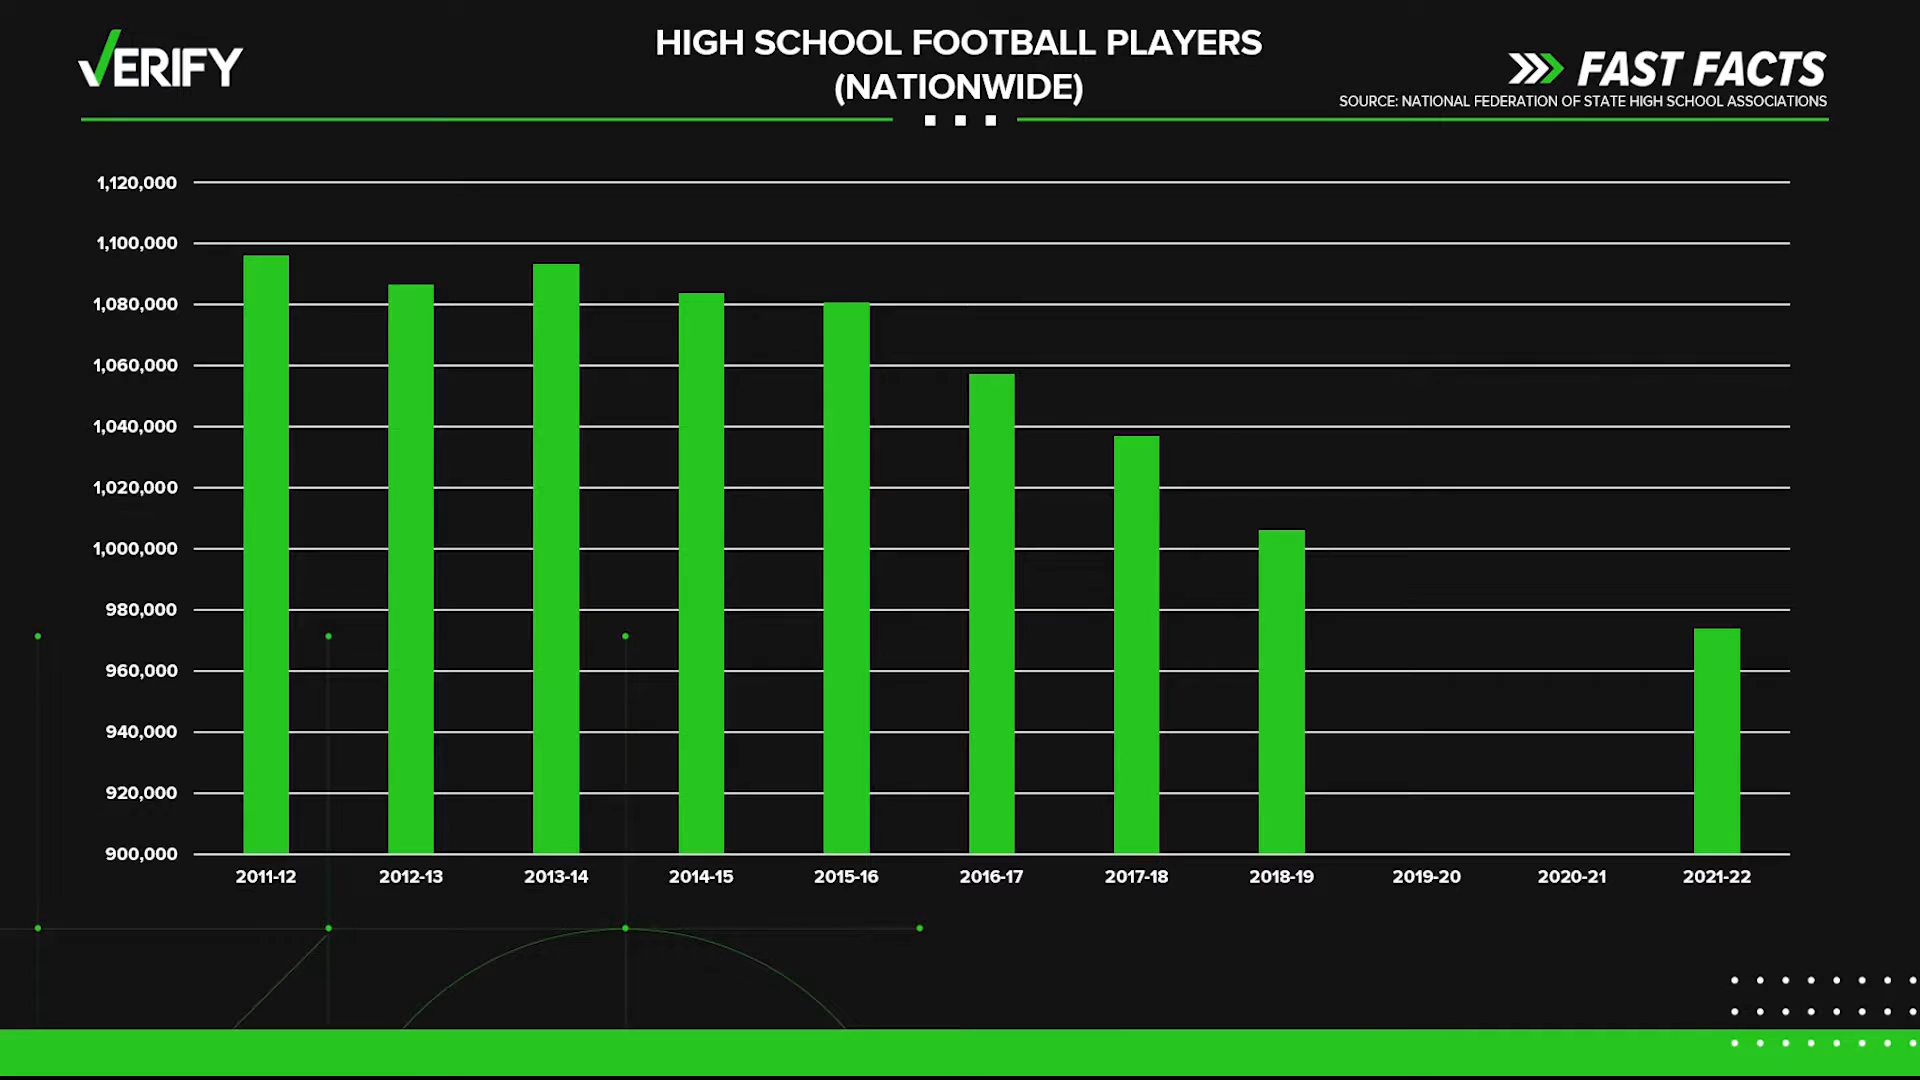 VERIFY
HIGH SCHOOL FOOTBALL PLAYERS
(NATIONWIDE)
FAST FACTS
SOURCE: NATIONAL FEDERATION OF STATE HIGH SCHOOL ASSOCIATIONS
1,120,000
1,100,000
1,080,000
1,060,000
1,040,000
1,020,000
1,000,000
980,000
960,000
940,000
920,000
900,000
2011-12 2012-13 2013-14 2014-15 2015-16 2016-17 2017-18 2018-19 2019-20 2020-21 2021-22